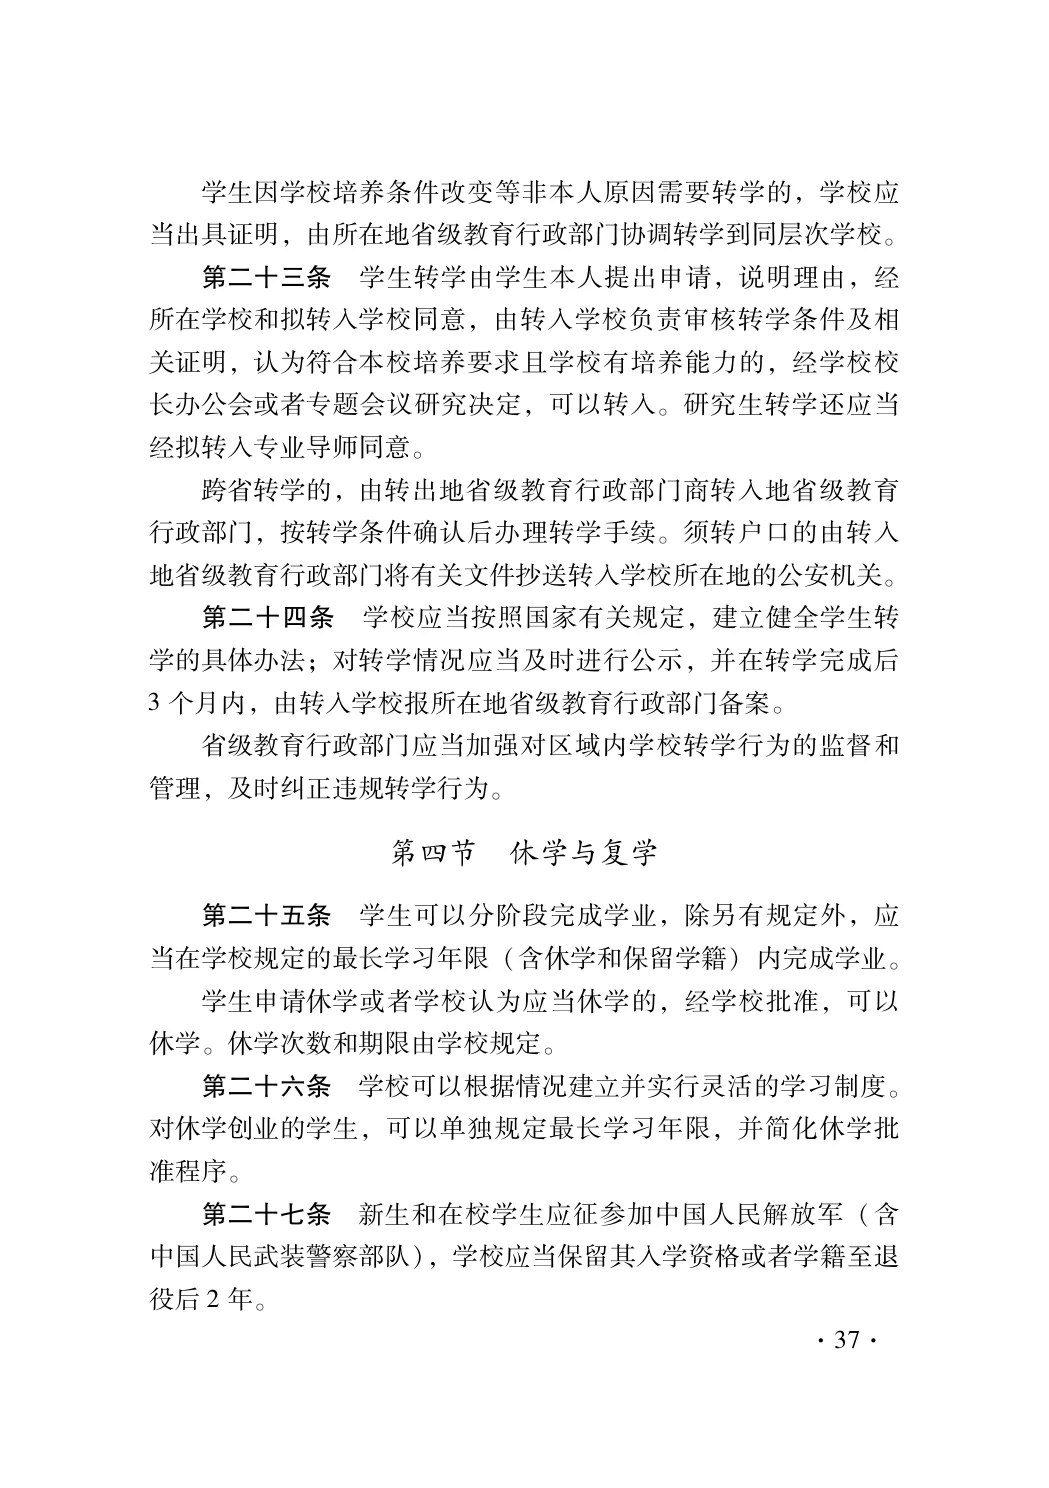 学生因学校培养条件改变等非本人原因需要转学的，学校应
当出具证明，由所在地省级教育行政部门协调转学到同层次学校。
第二十三条　学生转学由学生本人提出申请，说明理由，经
所在学校和拟转入学校同意，由转入学校负责审核转学条件及相
关证明，认为符合本校培养要求且学校有培养能力的，经学校校
长办公会或者专题会议研究决定，可以转入。研究生转学还应当
经拟转入专业导师同意。
跨省转学的，由转出地省级教育行政部门商转入地省级教育
行政部门，按转学条件确认后办理转学手续。须转户口的由转入
地省级教育行政部门将有关文件抄送转入学校所在地的公安机关。
第二十四条　学校应当按照国家有关规定，建立健全学生转
学的具体办法；对转学情况应当及时进行公示，并在转学完成后
3 个月内，由转入学校报所在地省级教育行政部门备案。
省级教育行政部门应当加强对区域内学校转学行为的监督和
管理，及时纠正违规转学行为。
第四节　休学与复学
第二十五条　学生可以分阶段完成学业，除另有规定外，应
当在学校规定的最长学习年限（含休学和保留学籍）内完成学业。
学生申请休学或者学校认为应当休学的，经学校批准，可以
休学。休学次数和期限由学校规定。
第二十六条　学校可以根据情况建立并实行灵活的学习制度。
对休学创业的学生，可以单独规定最长学习年限，并简化休学批
准程序。
第二十七条　新生和在校学生应征参加中国人民解放军（含
中国人民武装警察部队），学校应当保留其入学资格或者学籍至退
役后 2 年。
· 37 ·